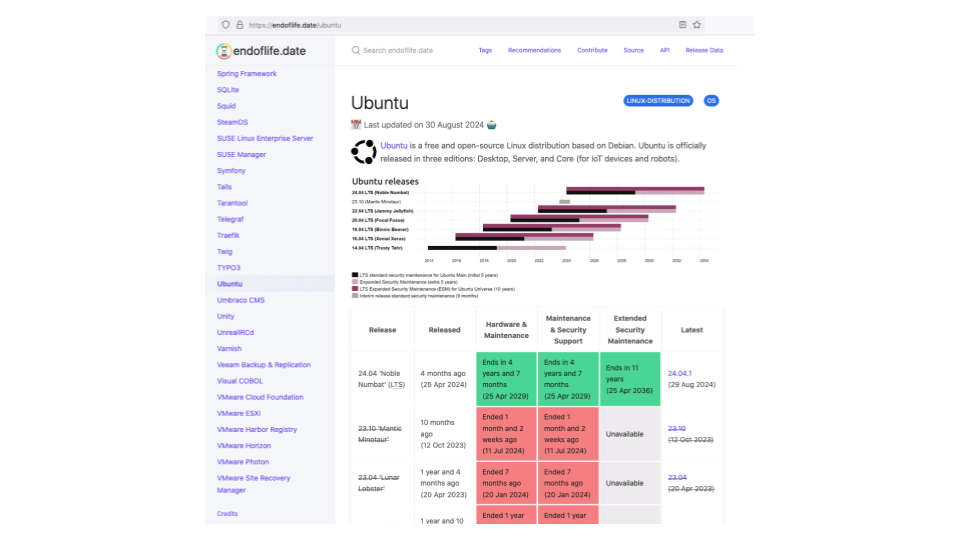 https://endoflife.date/ubuntu
endoflife.date
Search endoflife.date
Tags
Recommendations
Contribute
Source
API
Release Data
Spring Framework
SQLite
Squid
SteamOS
SUSE Linux Enterprise Server
SUSE Manager
Symfony
Tails
Tarantool
Telegraf
Traefik
Twig
TYPO3
Ubuntu
Umbraco CMS
Unity
UnrealIRCd
Varnish
Veeam Backup & Replication
Visual COBOL
VMware Cloud Foundation
VMware ESXi
VMware Harbor Registry
VMware Horizon
VMware Photon
VMware Site Recovery
Manager
Credits
Ubuntu
LINUX-DISTRIBUTION
OS
Last updated on 30 August 2024
Ubuntu is a free and open-source Linux distribution based on Debian. Ubuntu is officially
released in three editions: Desktop, Server, and Core (for IoT devices and robots).
Ubuntu releases
24.04 LTS (Noble Numbat)
23.10 (Mantic Minotaur)
22.04 LTS (Jammy Jellyfish)
20.04 LTS (Focal Fossa)
18.04 LTS (Bionic Beaver)
16.04 LTS (Xenial Xerus)
14.04 LTS (Trusty Tahr)
2014 2016 2018 2020 2022 2024 2026 2028 2030 2032 2034
LTS standard security maintenance for Ubuntu Main (initial 5 years)
Expanded Security Maintenance (extra 5 years)
LTS Expanded Security Maintenance (ESM) for Ubuntu Universe (10 years)
Interim release standard security maintenance (9 months)
Release
Released
Hardware &
Maintenance
Maintenance
& Security
Support
Extended
Security
Maintenance
Latest
24.04 'Noble
Numbat' (LTS)
4 months ago
(25 Apr 2024)
Ends in 4
years and 7
months
(25 Apr 2029)
Ends in 4
years and 7
months
(25 Apr 2029)
Ends in 11
years
(25 Apr 2036)
24.04.1
(29 Aug 2024)
23.10 'Mantic
Minotaur'
10 months
ago
(12 Oct 2023)
Ended 1
month and 2
weeks ago
(11 Jul 2024)
Ended 1
month and 2
weeks ago
(11 Jul 2024)
Unavailable
23.10
(12 Oct 2023)
23.04 'Lunar
Lobster'
1 year and 4
months ago
(20 Apr 2023)
Ended 7
months ago
(20 Jan 2024)
Ended 7
months ago
(20 Jan 2024)
Unavailable
23.04
(20 Apr 2023)
1 year and 10
Ended 1 year
Ended 1 year